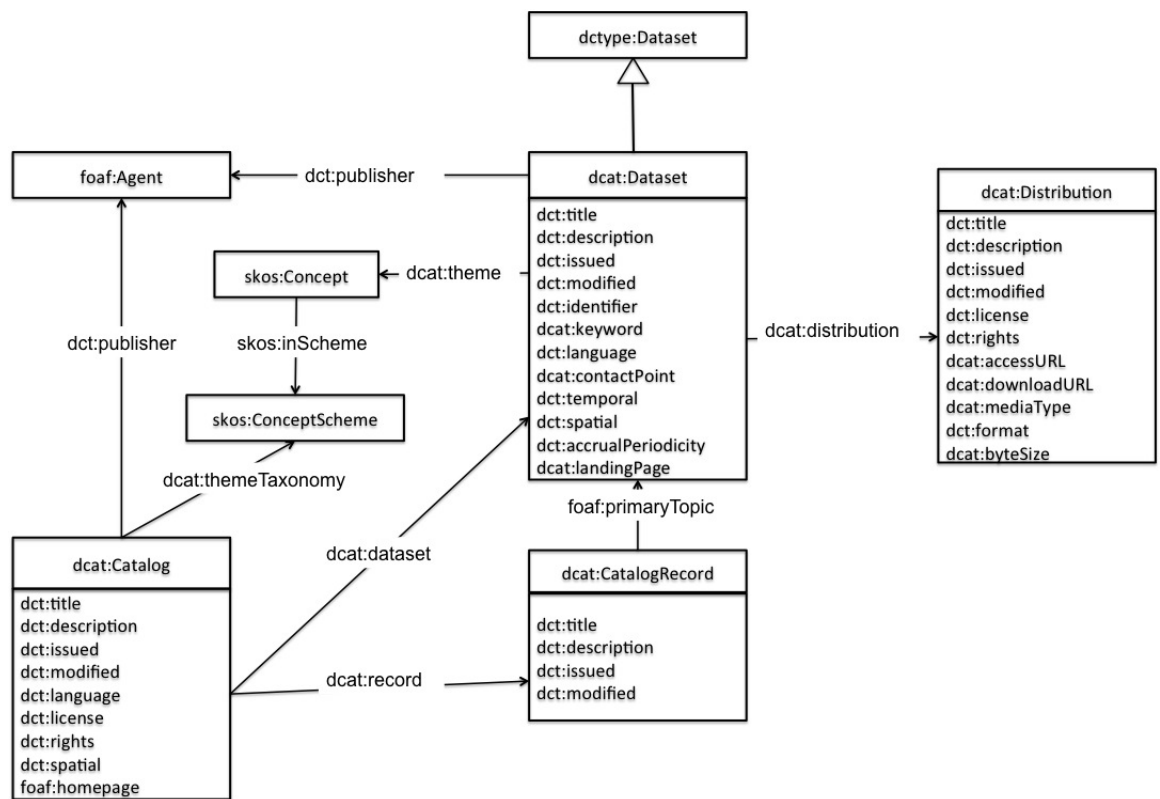 dctype:Dataset
foaf:Agent
dct:publisher
dcat:Dataset
dct:title
dct:description
dct:issued
dct:modified
dct:identifier
dcat:keyword
dct:language
dcat:contactPoint
dct:temporal
dct:spatial
dct:accrualPeriodicity
dcat:landingPage
dcat:Distribution
dct:title
dct:description
dct:issued
dct:modified
dct:license
dct:rights
dcat:accessURL
dcat:downloadURL
dcat:mediaType
dct:format
dcat:byteSize
skos:Concept
dcat:theme
dct:publisher
skos:inScheme
dcat:distribution
skos:ConceptScheme
dcat:themeTaxonomy
foaf:primaryTopic
dcat:Catalog
dct:title
dct:description
dct:issued
dct:modified
dct:language
dct:license
dct:rights
dct:spatial
foaf:homepage
dcat:dataset
dcat:record
dcat:CatalogRecord
dct:title
dct:description
dct:issued
dct:modified